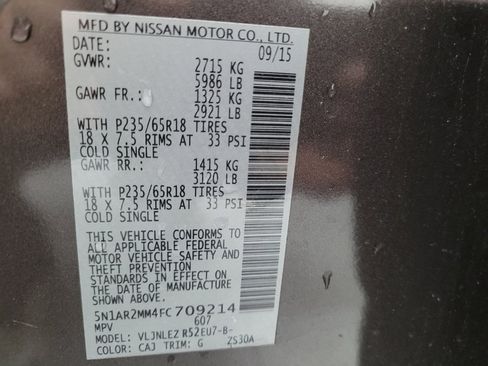 MFD BY NISSAN MOTOR CO., LTD.
DATE: 09/15
GVWR: 2715 KG
5986 LB
GAWR FR.: 1325 KG
2921 LB
WITH P235/65R18 TIRES
18 X 7.5 RIMS AT 33 PSI
COLD SINGLE
GAWR RR.: 1415 KG
3120 LB
WITH P235/65R18 TIRES
18 X 7.5 RIMS AT 33 PSI
COLD SINGLE
THIS VEHICLE CONFORMS TO
ALL APPLICABLE FEDERAL
MOTOR VEHICLE SAFETY AND
THEFT PREVENTION
STANDARDS IN EFFECT ON
THE DATE OF MANUFACTURE
SHOWN ABOVE.
5N1AR2MM4FC709214
MPV 607
MODEL: VLJNLEZ R52EU7-B-
COLOR: CAJ TRIM: G ZS30A